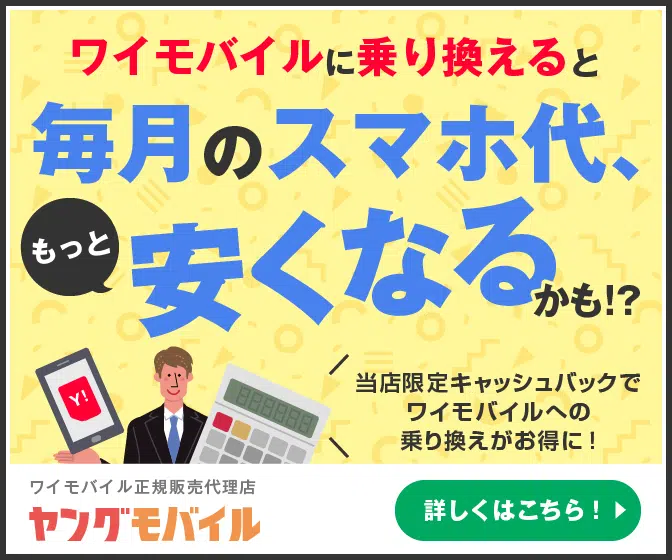 ワイモバイルに乗り換えると
毎月のスマホ代、
もっと
安くなるかも!?
Y!
当店限定キャッシュバックで
ワイモバイルへの
乗り換えがお得に！
ワイモバイル正規販売代理店
ヤングモバイル
詳しくはこちら！